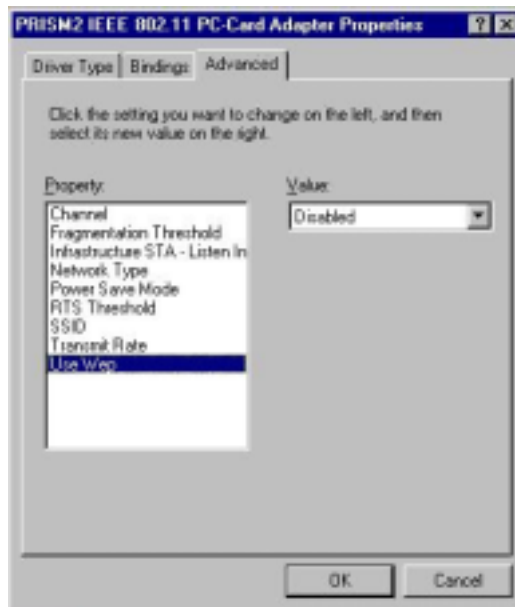 PRISM2 IEEE 802.11 PC-Card Adapter Properties
Driver Type Bindings Advanced
Click the setting you want to change on the left, and then
select its new value on the right.
Property: Value:
Channel Disabled
Fragmentation Threshold
Infrastructure STA - Listen In
Network Type
Power Save Mode
RTS Threshold
SSID
Transmit Rate
Use Wep
OK Cancel